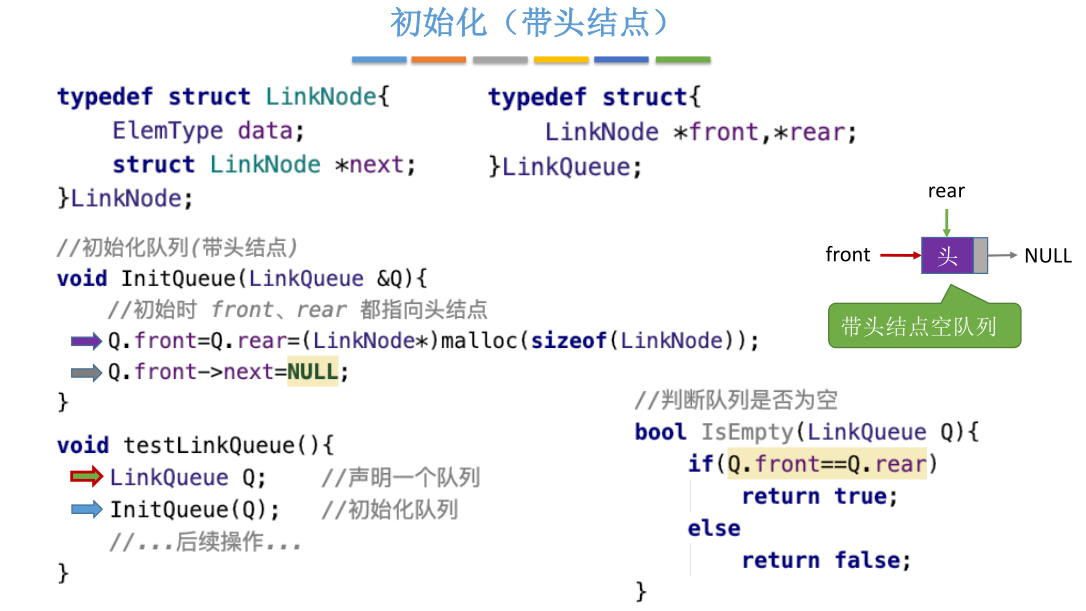 初始化（带头结点）
typedef struct LinkNode{
    ElemType data;
    struct LinkNode *next;
}LinkNode;
typedef struct{
    LinkNode *front,*rear;
}LinkQueue;
//初始化队列(带头结点)
void InitQueue(LinkQueue &Q){
    //初始时 front、rear 都指向头结点
    Q.front=Q.rear=(LinkNode*)malloc(sizeof(LinkNode));
    Q.front->next=NULL;
}
void testLinkQueue(){
    LinkQueue Q;    //声明一个队列
    InitQueue(Q);   //初始化队列
    //...后续操作...
}
rear
front
头
NULL
带头结点空队列
//判断队列是否为空
bool IsEmpty(LinkQueue Q){
    if(Q.front==Q.rear)
        return true;
    else
        return false;
}